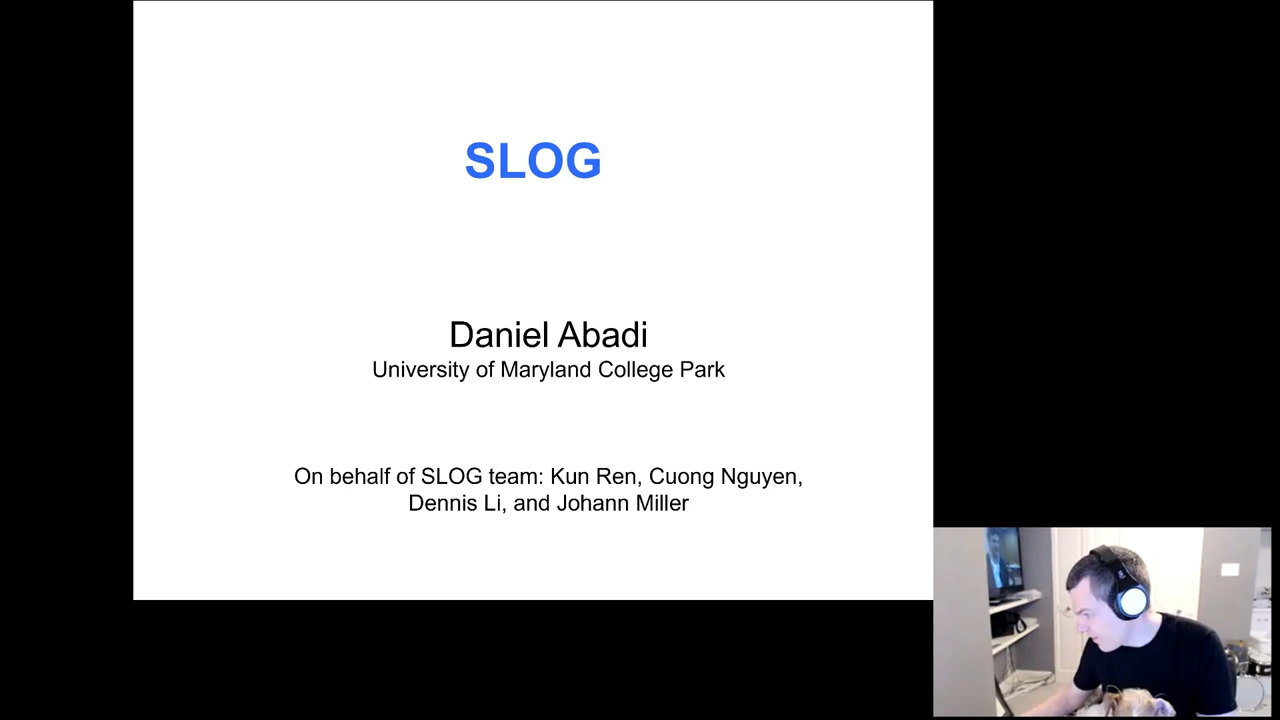 SLOG
Daniel Abadi
University of Maryland College Park
On behalf of SLOG team: Kun Ren, Cuong Nguyen,
Dennis Li, and Johann Miller